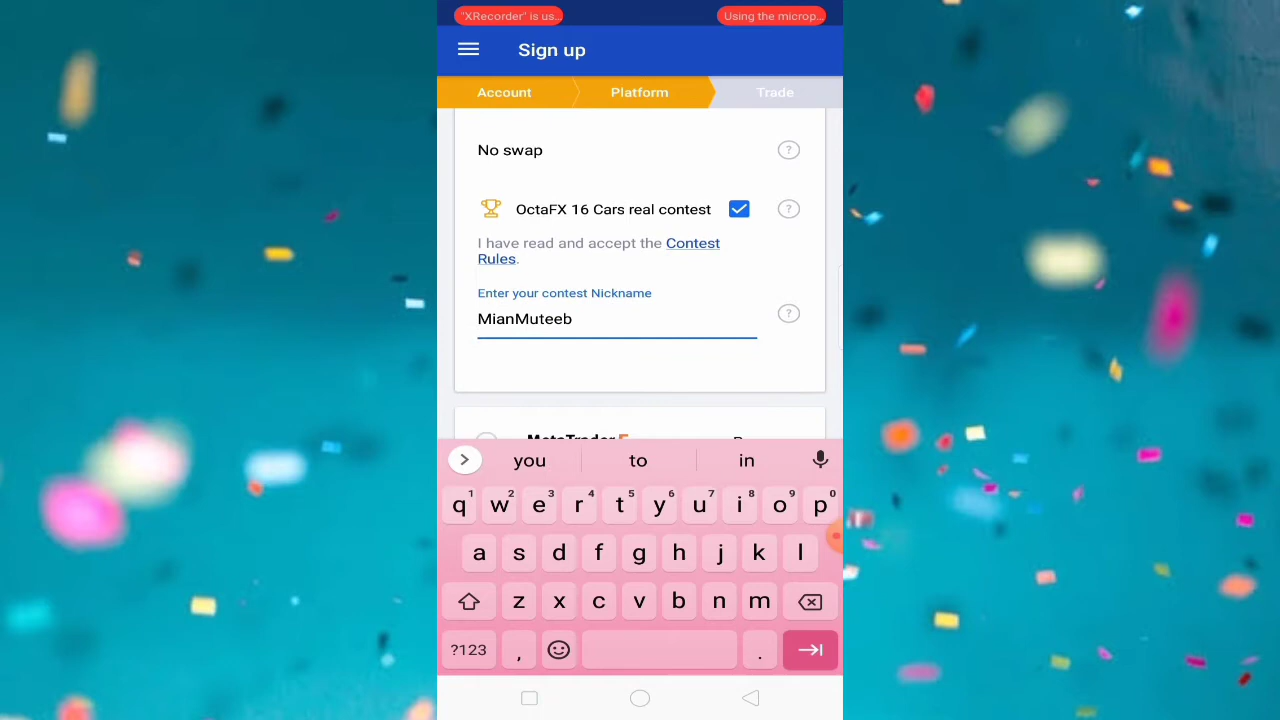 "XRecorder" is us...
Using the microp...
Sign up
Account
Platform
Trade
No swap
?
OctaFX 16 Cars real contest
?
I have read and accept the Contest
Rules.
Enter your contest Nickname
MianMuteeb
?
you
to
in
q1 w2 e3 r4 t5 y6 u7 i8 o9 p0
a s d f g h j k l
z x c v b n m
?123 , .